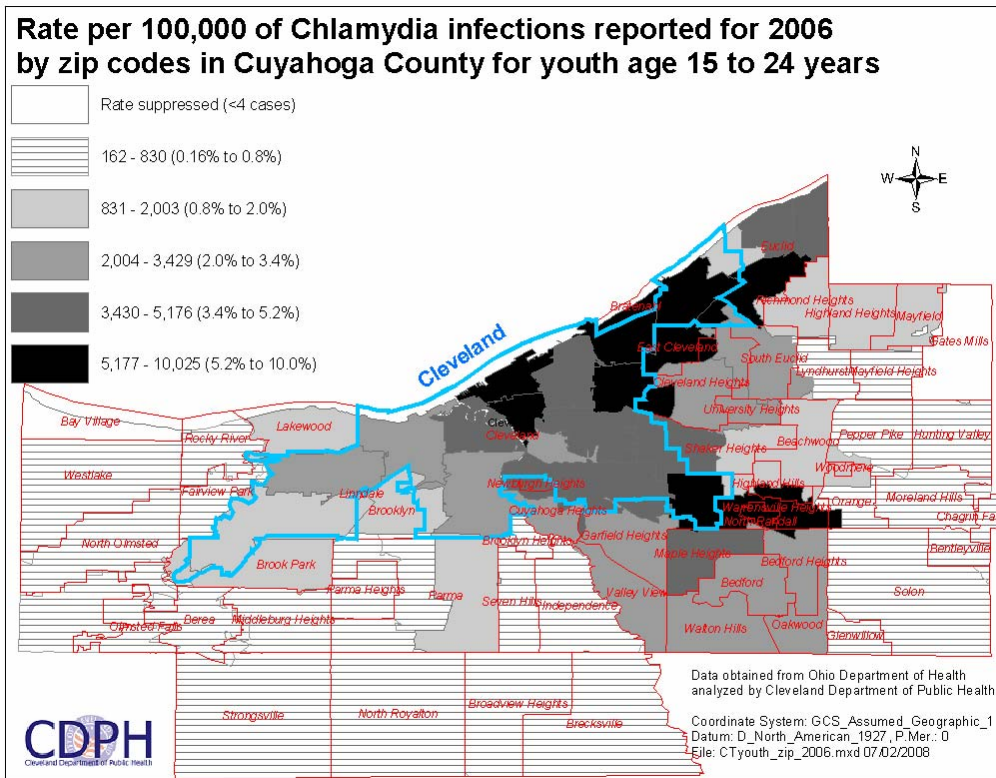 Rate per 100,000 of Chlamydia infections reported for 2006
by zip codes in Cuyahoga County for youth age 15 to 24 years
Rate suppressed (<4 cases)
162 - 830 (0.16% to 0.8%)
831 - 2,003 (0.8% to 2.0%)
2,004 - 3,429 (2.0% to 3.4%)
3,430 - 5,176 (3.4% to 5.2%)
5,177 - 10,025 (5.2% to 10.0%)
N
W E
S
Cleveland
Euclid
Bratenahl
Richmond Heights
Highland Heights
Mayfield
Gates Mills
East Cleveland
South Euclid
Lyndhurst
Mayfield Heights
Cleveland Heights
University Heights
Bay Village
Rocky River
Lakewood
Cleveland
Shaker Heights
Beachwood
Pepper Pike
Hunting Valley
Woodmere
Westlake
Fairview Park
Linndale
Brooklyn
Newburgh Heights
Cuyahoga Heights
Highland Hills
Warrensville Heights
North Randall
Orange
Moreland Hills
Chagrin Fa
North Olmsted
Brook Park
Brooklyn Heights
Garfield Heights
Maple Heights
Bedford Heights
Bentleyville
Parma Heights
Parma
Seven Hills
Independence
Valley View
Bedford
Solon
Olmsted Falls
Berea
Middleburg Heights
Walton Hills
Oakwood
Glenwillow
Strongsville
North Royalton
Broadview Heights
Brecksville
Data obtained from Ohio Department of Health
analyzed by Cleveland Department of Public Health
Coordinate System: GCS_Assumed_Geographic_1
Datum: D_North_American_1927, P.Mer.: 0
File: CTyouth_zip_2006.mxd 07/02/2008
CDPH
Cleveland Department of Public Health